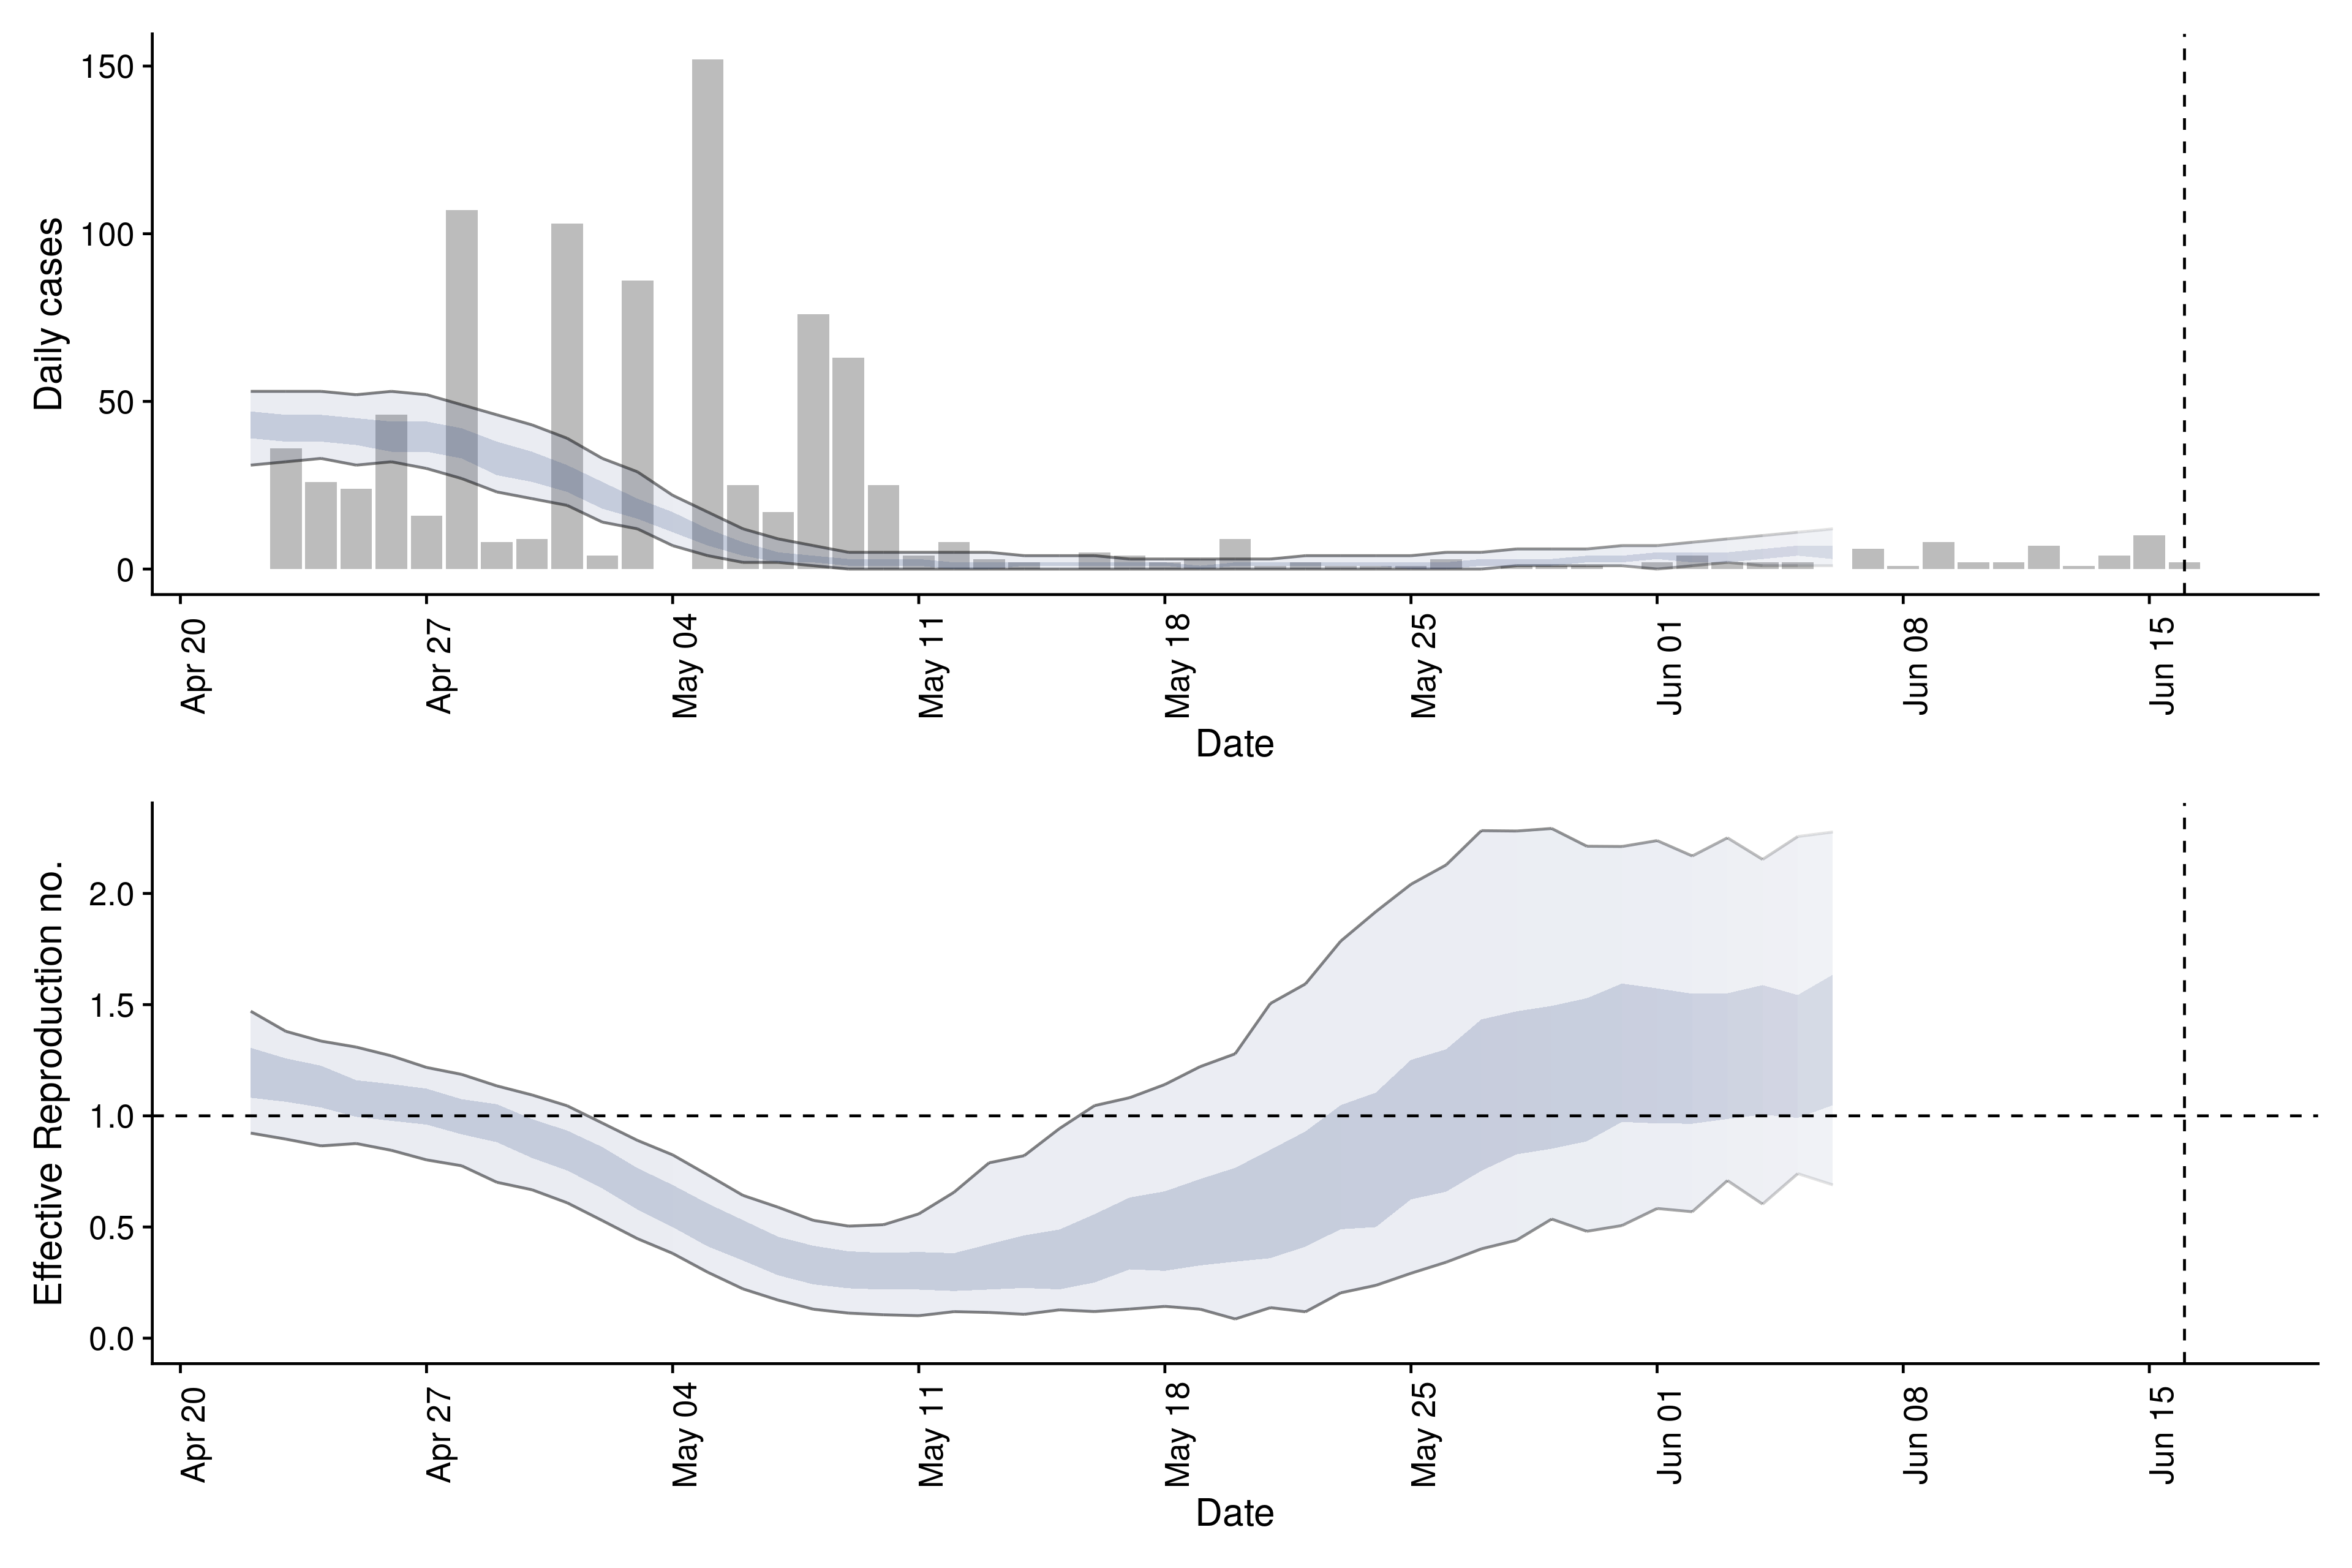 Daily cases
150
100
50
0
Apr 20
Apr 27
May 04
May 11
May 18
May 25
Jun 01
Jun 08
Jun 15
Date
Effective Reproduction no.
2.0
1.5
1.0
0.5
0.0
Apr 20
Apr 27
May 04
May 11
May 18
May 25
Jun 01
Jun 08
Jun 15
Date